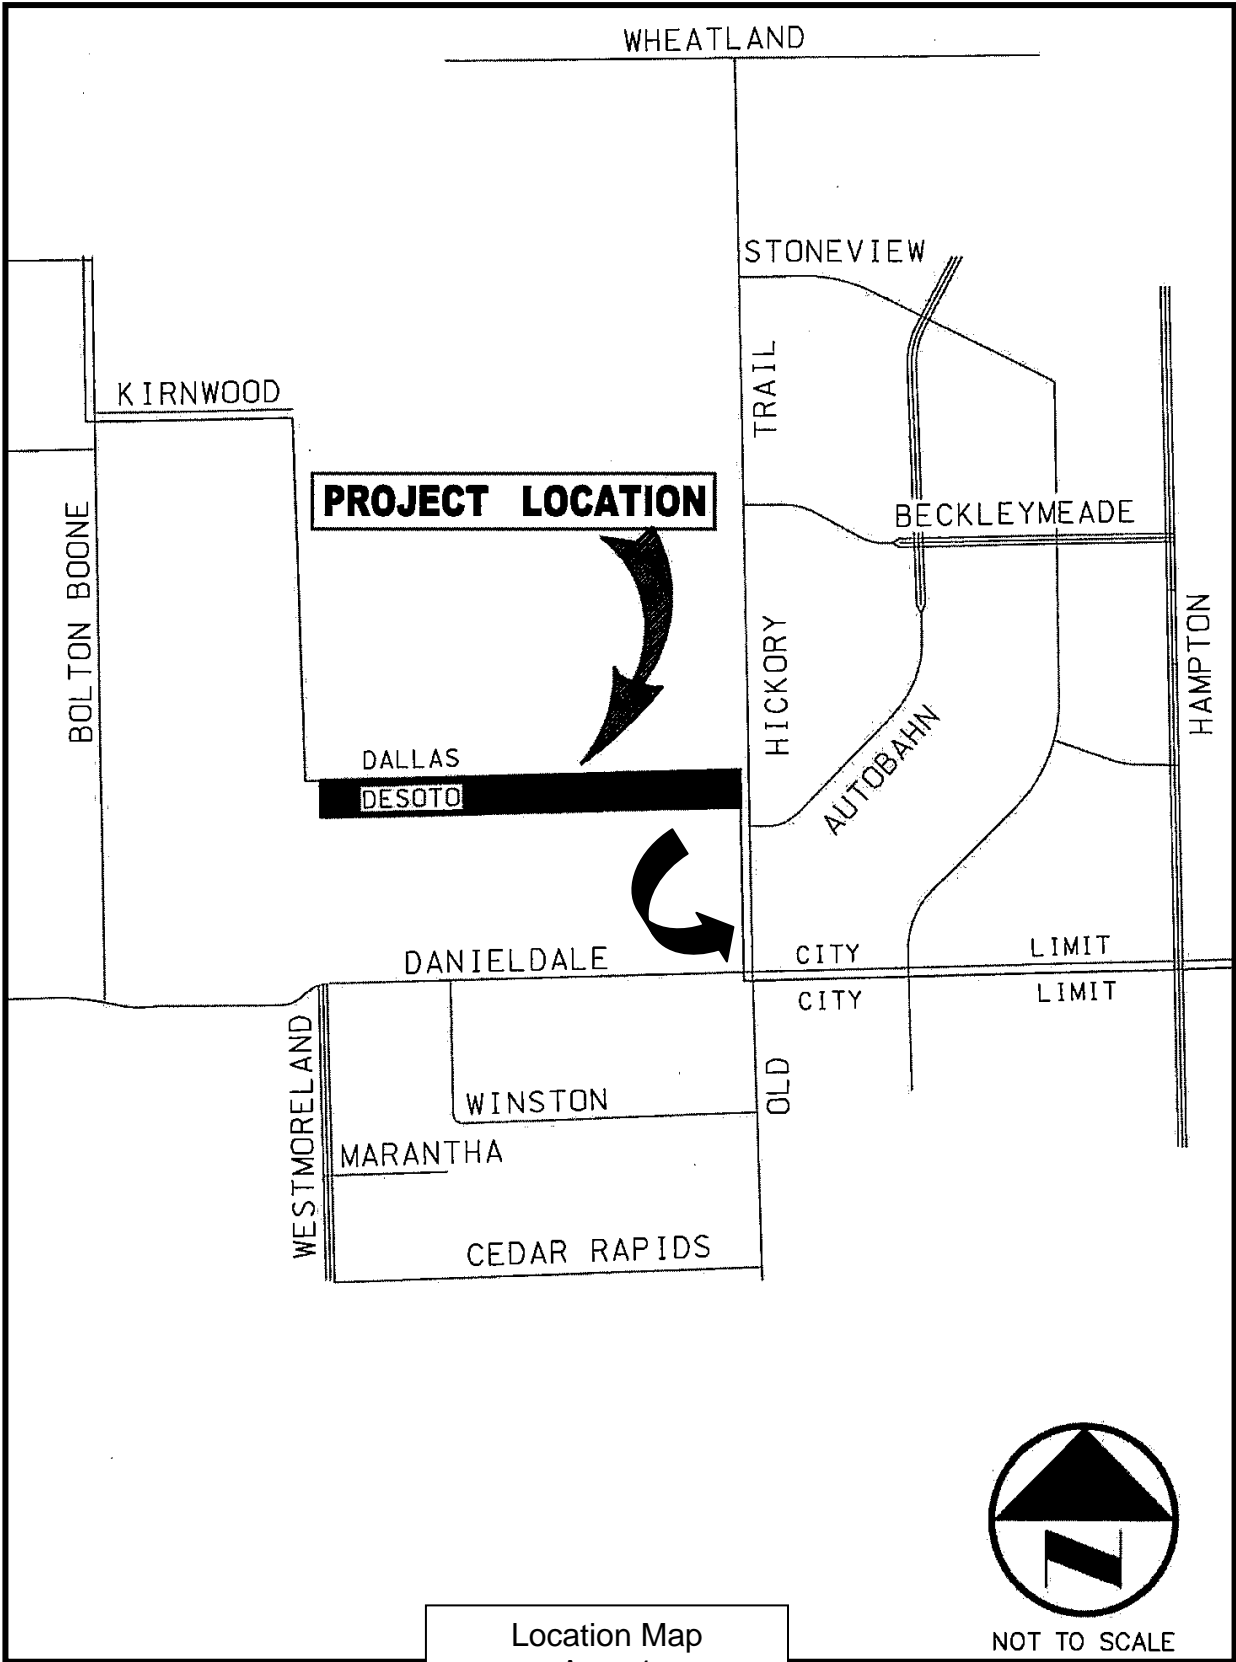 WHEATLAND
STONEVIEW
TRAIL
KIRNWOOD
PROJECT LOCATION
BECKLEYMEADE
BOLTON BOONE
HICKORY
HAMPTON
AUTOBAHN
DALLAS
DESOTO
DANIELDALE
CITY LIMIT
CITY LIMIT
WESTMORELAND
OLD
WINSTON
MARANTHA
CEDAR RAPIDS
N
NOT TO SCALE
Location Map